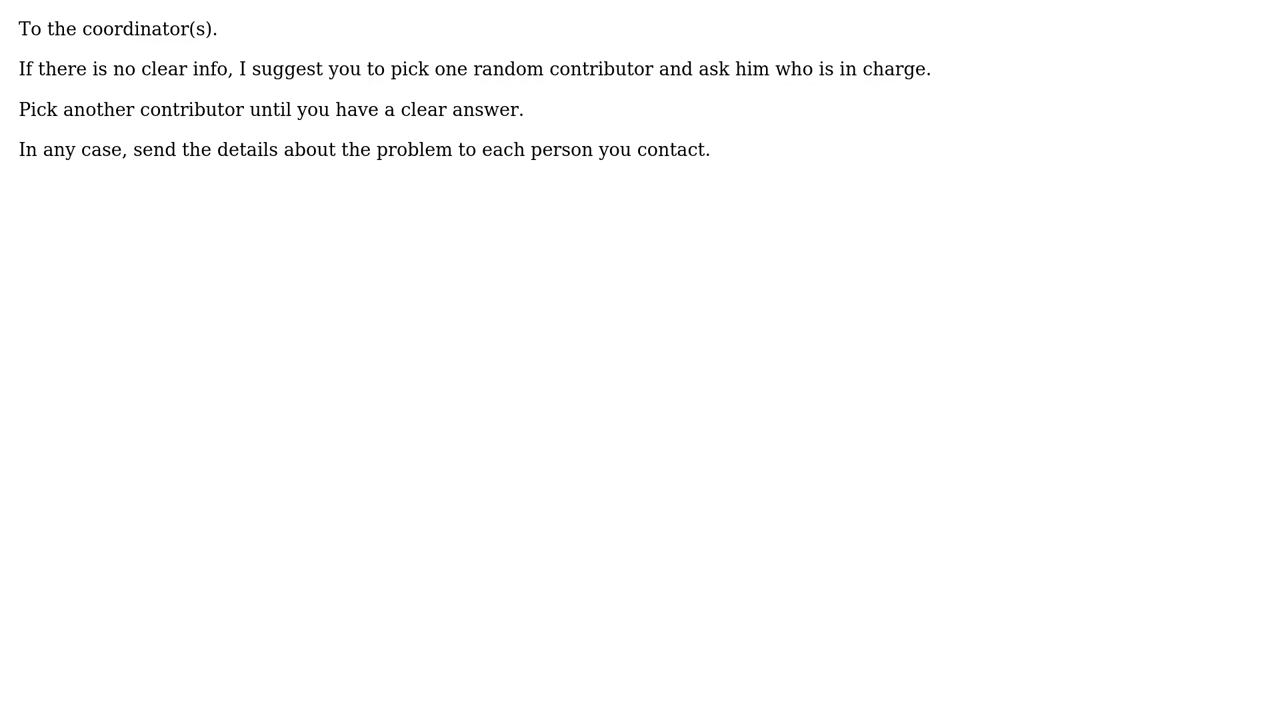 To the coordinator(s).
If there is no clear info, I suggest you to pick one random contributor and ask him who is in charge.
Pick another contributor until you have a clear answer.
In any case, send the details about the problem to each person you contact.